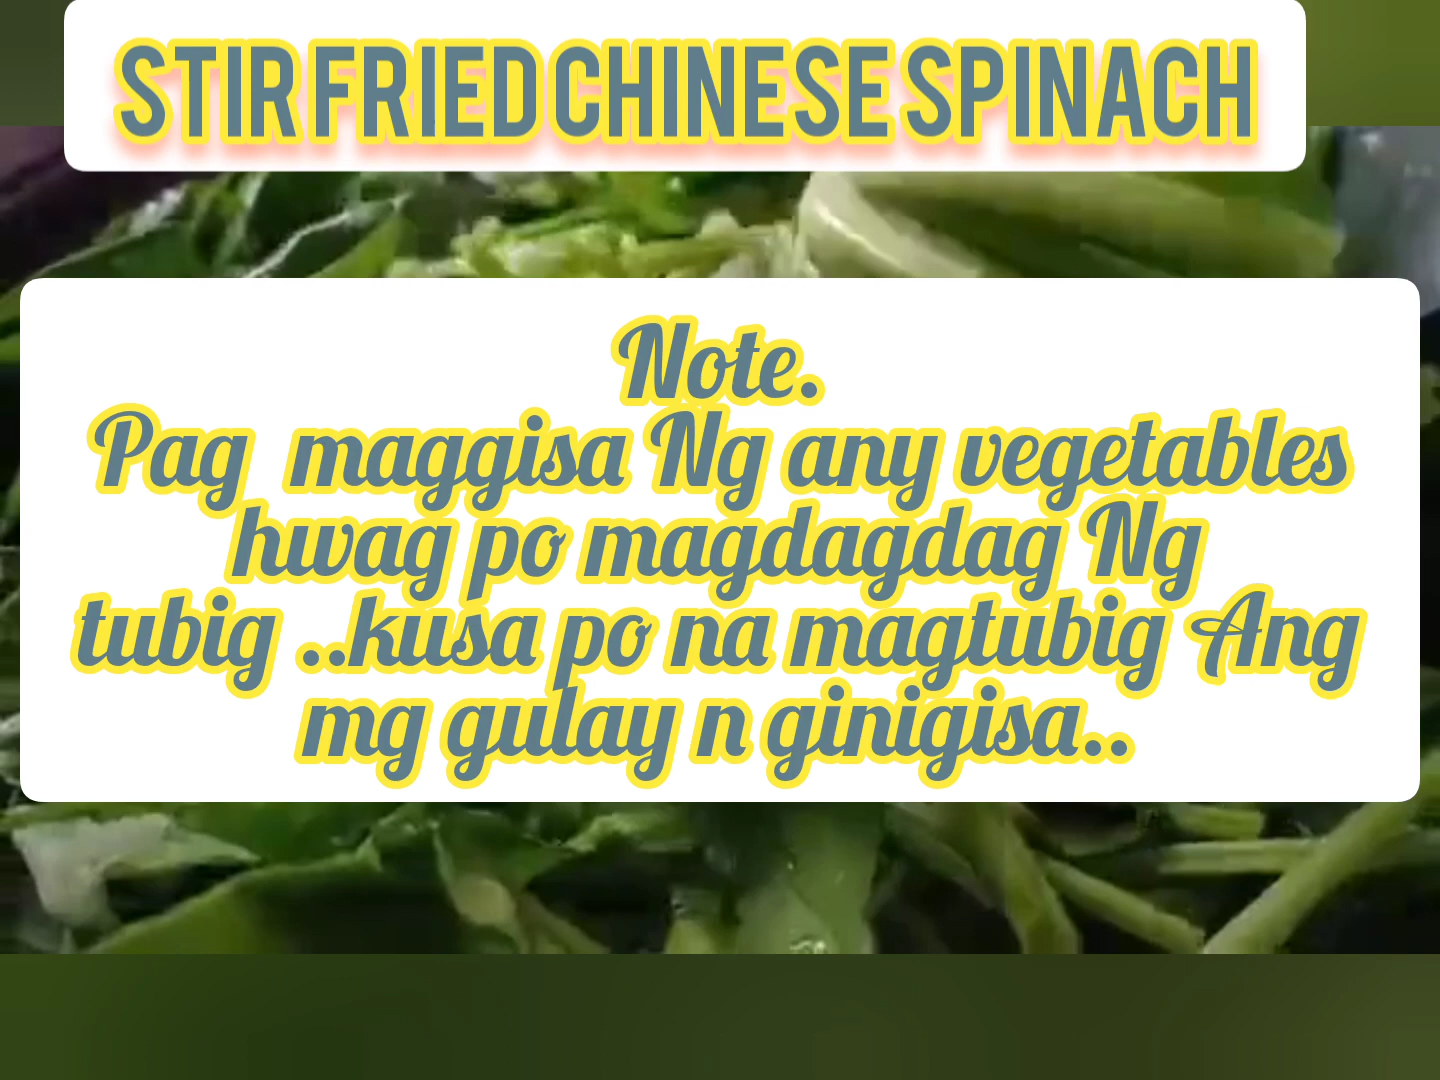 STIR FRIED CHINESE SPINACH
Note.
Pag maggisa Ng any vegetables
hwag po magdagdag Ng
tubig ..kusa po na magtubig Ang
mg gulay n ginigisa..